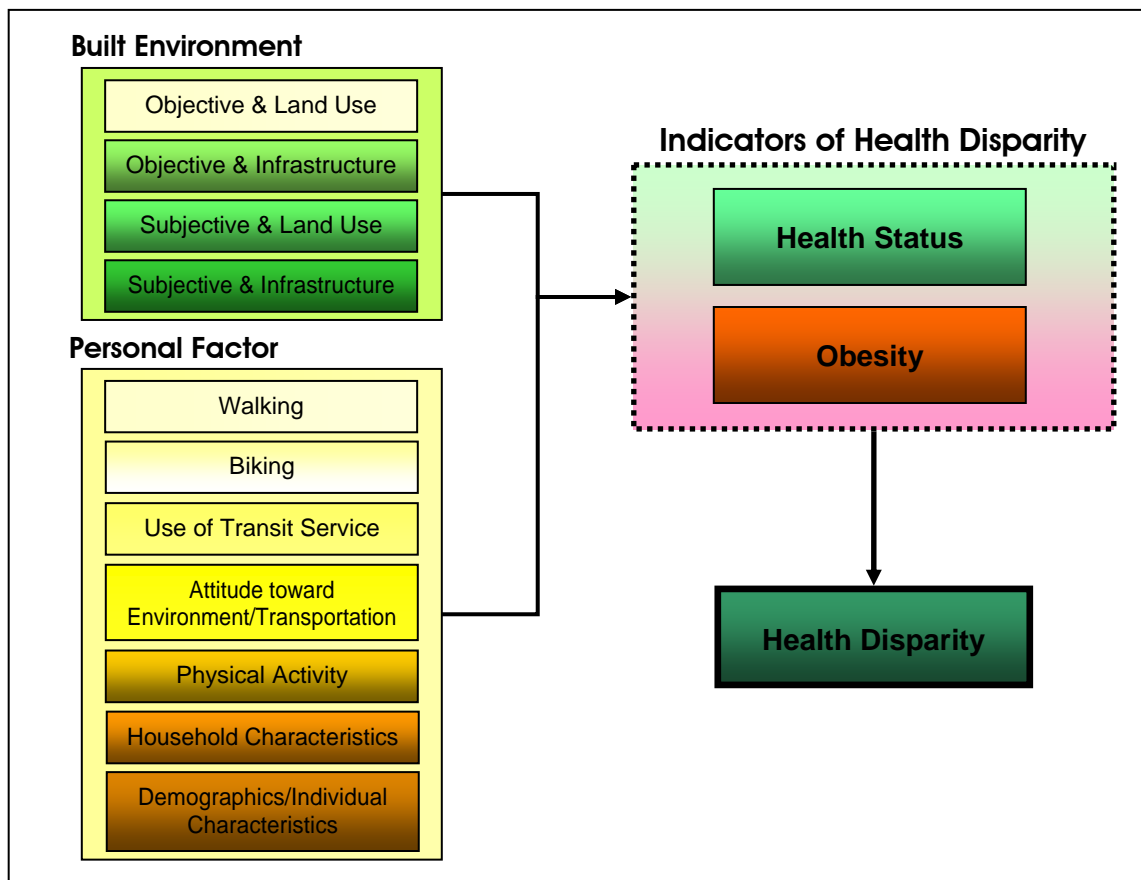 Built Environment
Objective & Land Use
Objective & Infrastructure
Subjective & Land Use
Subjective & Infrastructure
Personal Factor
Walking
Biking
Use of Transit Service
Attitude toward
Environment/Transportation
Physical Activity
Household Characteristics
Demographics/Individual
Characteristics
Indicators of Health Disparity
Health Status
Obesity
Health Disparity